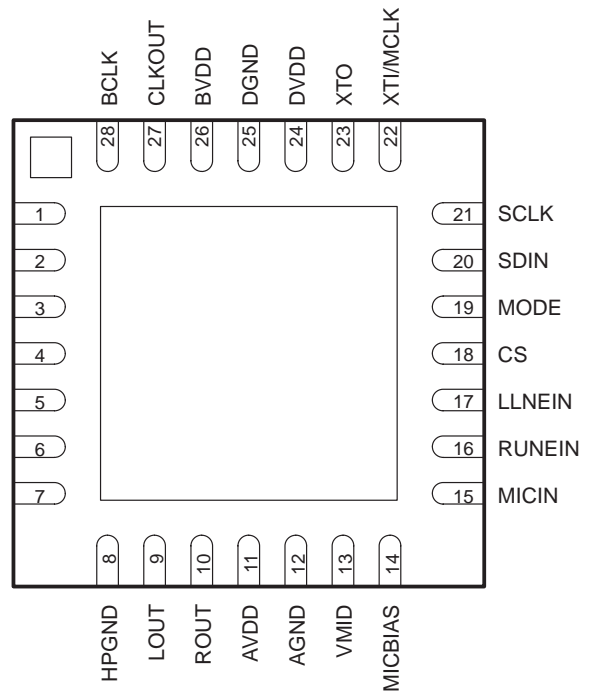 BCLK
CLKOUT
BVDD
DGND
DVDD
XTO
XTI/MCLK
28
27
26
25
24
23
22
1
21 SCLK
2
20 SDIN
3
19 MODE
4
18 CS
5
17 LLNEIN
6
16 RUNEIN
7
15 MICIN
8
9
10
11
12
13
14
HPGND
LOUT
ROUT
AVDD
AGND
VMID
MICBIAS